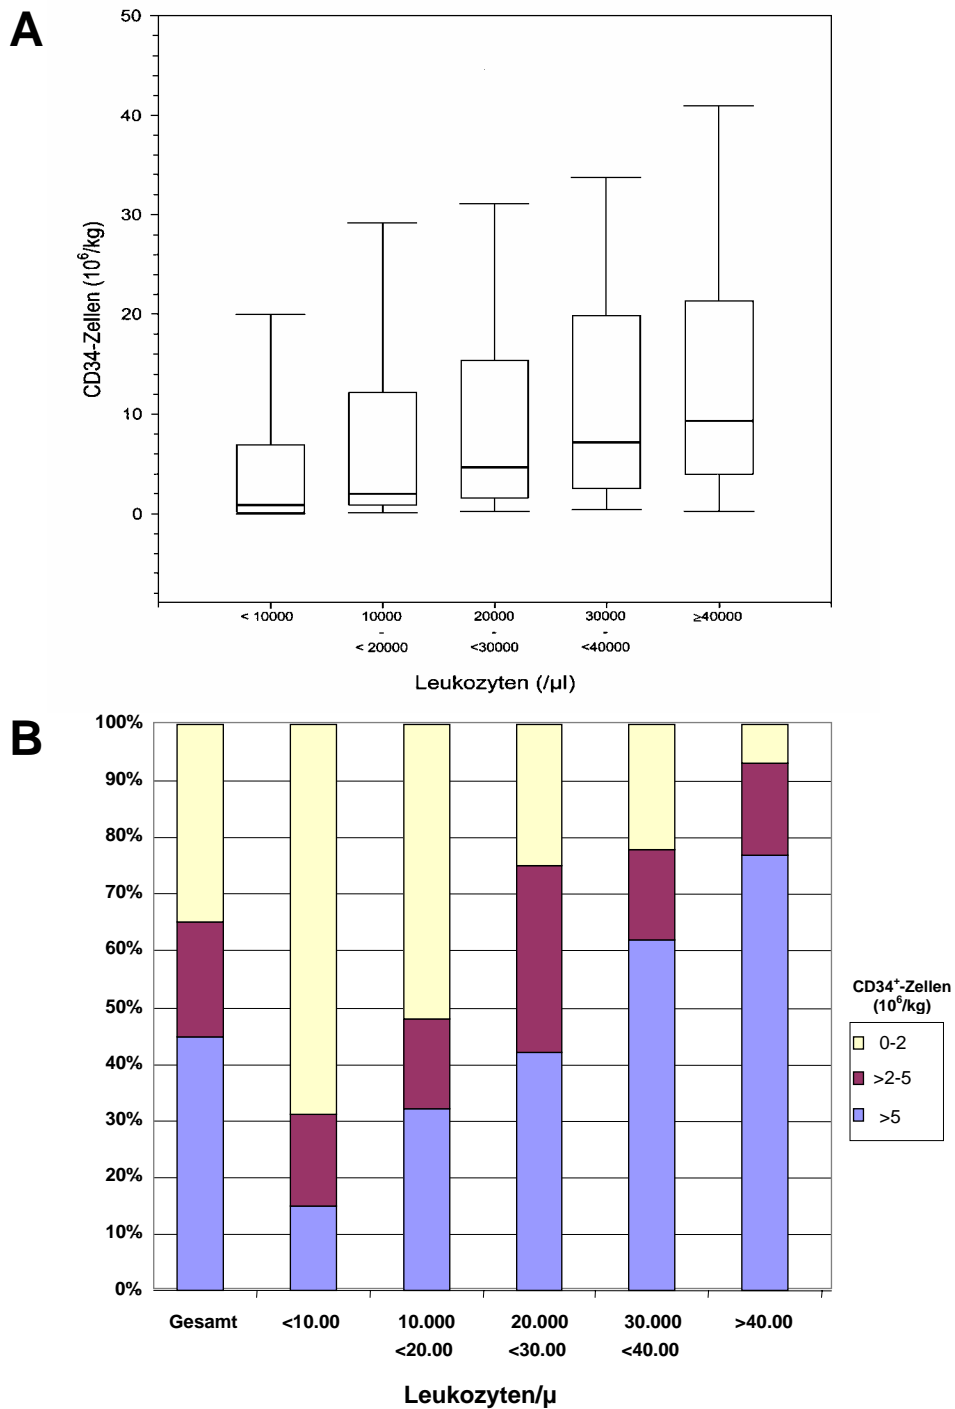 A
50
40
30
20
10
0
CD34-Zellen (10⁶/kg)
< 10000 10000 20000 30000 ≥40000
- - -
< 20000 <30000 <40000
Leukozyten (/µl)
B
100%
90%
80%
70%
60%
50%
40%
30%
20%
10%
0%
CD34⁺-Zellen
(10⁶/kg)
0-2
>2-5
>5
Gesamt <10.00 10.000 20.000 30.000 >40.00
<20.00 <30.00 <40.00
Leukozyten/µ